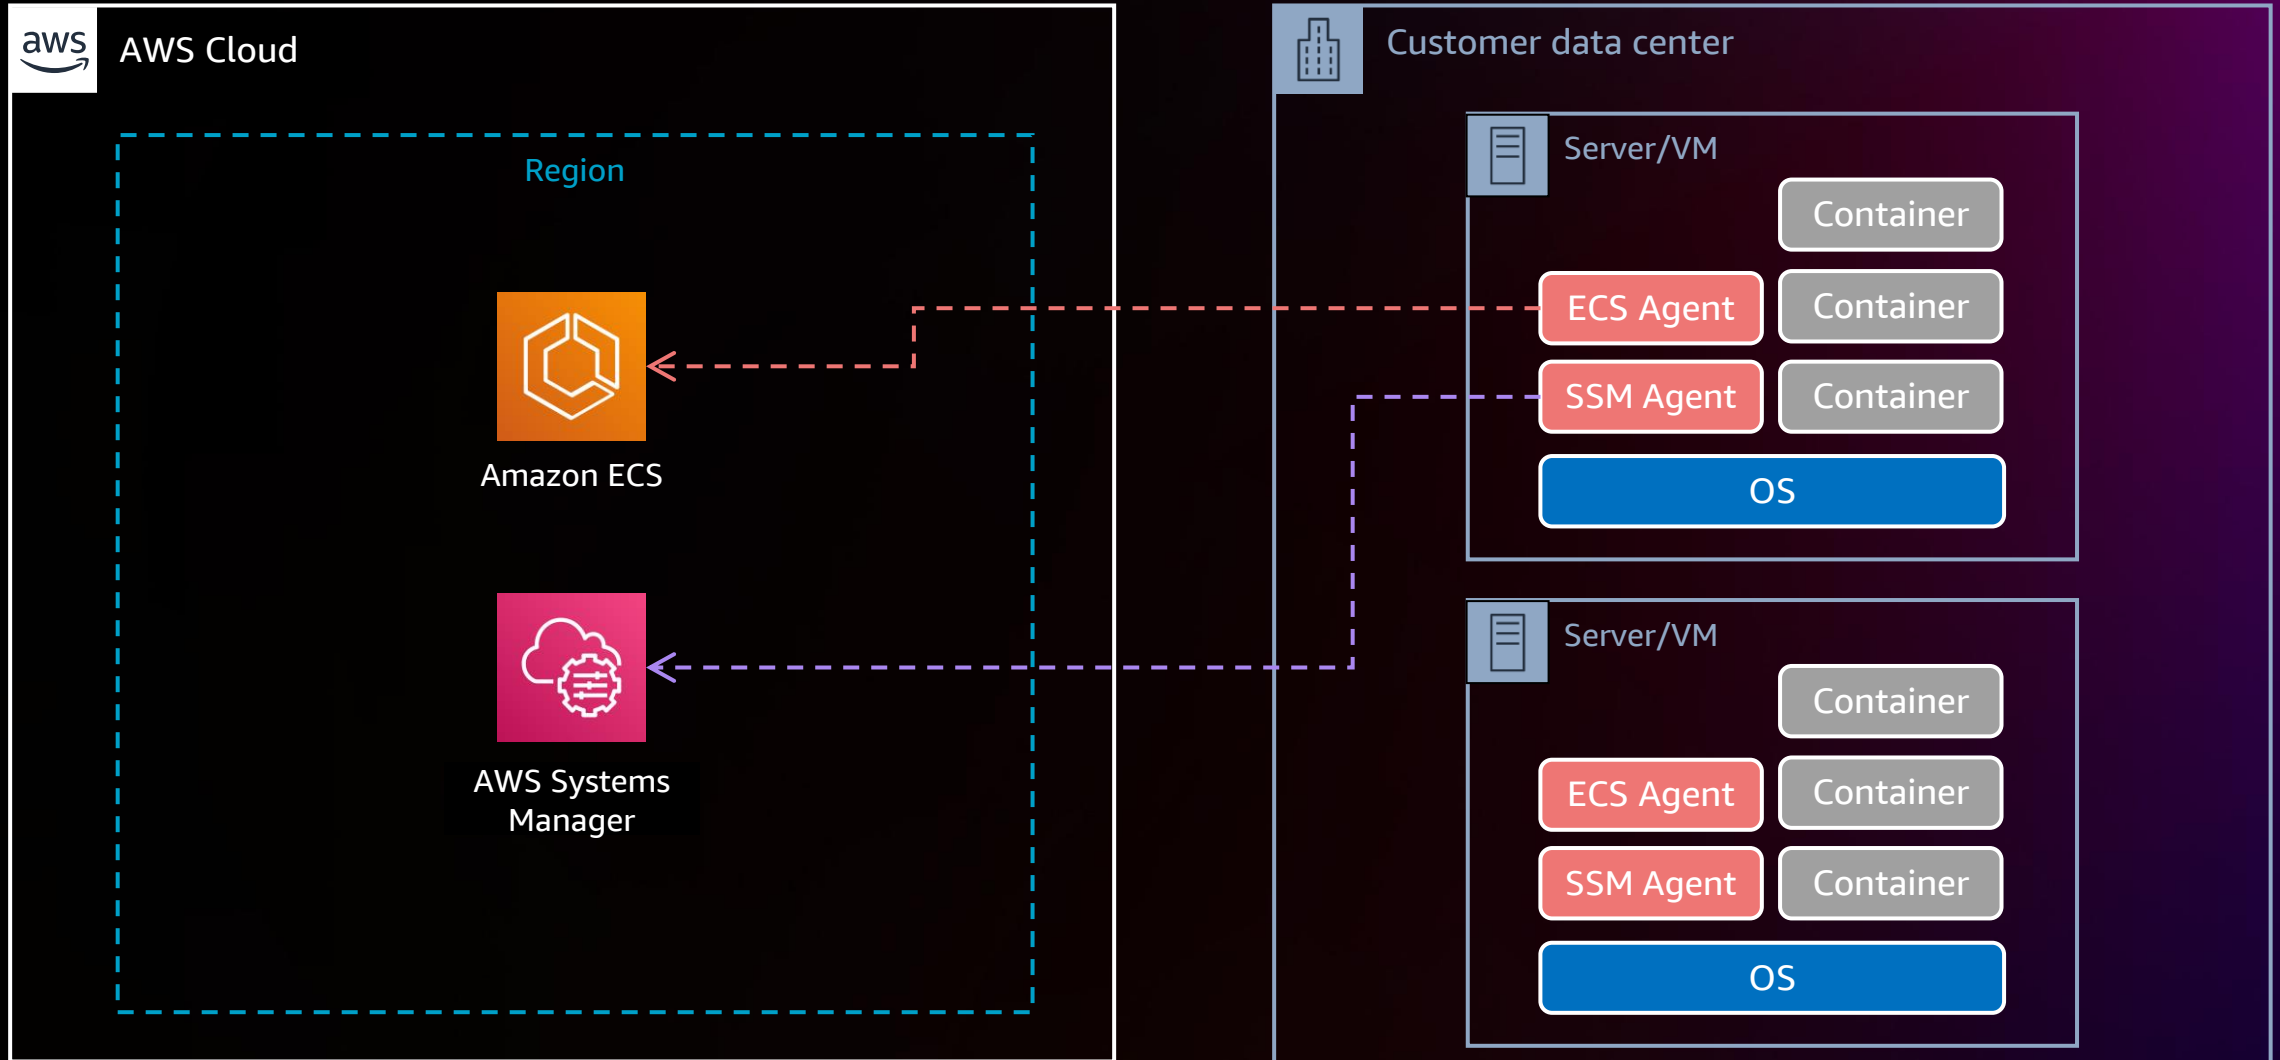 aws
AWS Cloud
Region
Amazon ECS
AWS Systems
Manager
Customer data center
Server/VM
Container
ECS Agent
Container
SSM Agent
Container
OS
Server/VM
Container
ECS Agent
Container
SSM Agent
Container
OS